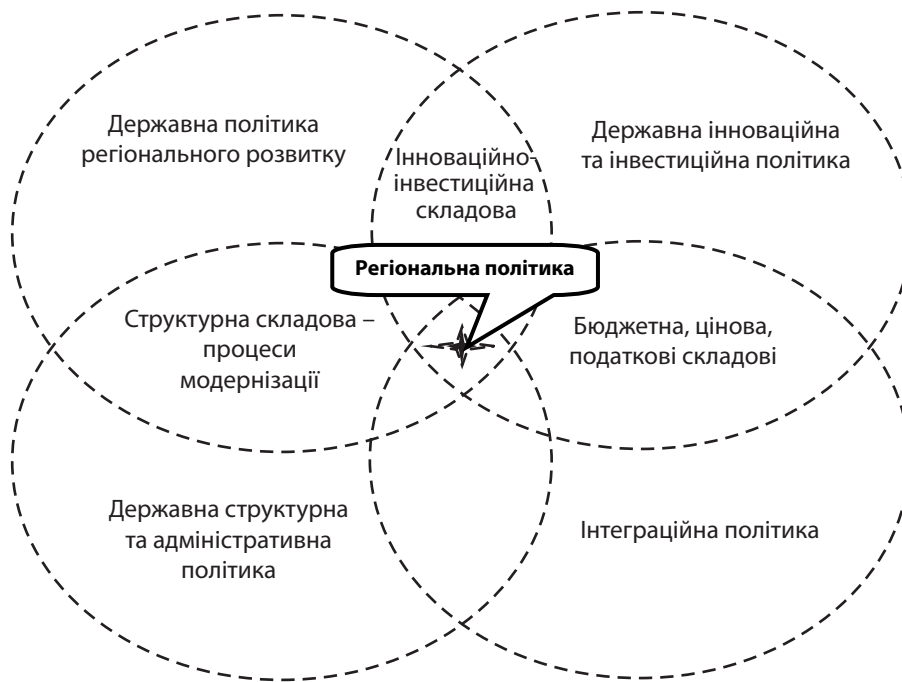 Державна політика
регіонального розвитку
Інноваційно-
інвестиційна
складова
Державна інноваційна
та інвестиційна політика
Регіональна політика
Структурна складова –
процеси
модернізації
Бюджетна, цінова,
податкові складові
Державна структурна
та адміністративна
політика
Інтеграційна політика